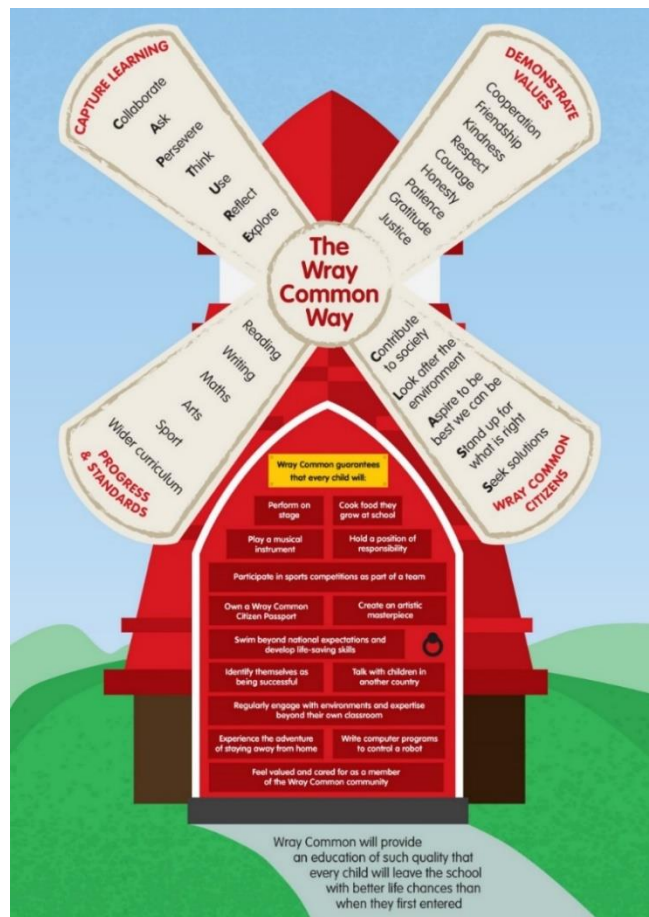 CAPTURE LEARNING
Collaborate
Ask
Persevere
Think
Use
Reflect
Explore
DEMONSTRATE
VALUES
Cooperation
Friendship
Kindness
Respect
Courage
Honesty
Patience
Gratitude
Justice
The
Wray
Common
Way
Reading
Writing
Maths
Arts
Sport
Wider curriculum
PROGRESS
& STANDARDS
Contribute
to society
Look after the
environment
Aspire to be
best we can be
Stand up for
what is right
Seek solutions
WRAY COMMON
CITIZENS
Wray Common guarantees
that every child will:
Perform on
stage
Cook food they
grow at school
Play a musical
instrument
Hold a position of
responsibility
Participate in sports competitions as part of a team
Own a Wray Common
Citizen Passport
Create an artistic
masterpiece
Swim beyond national expectations and
develop life-saving skills
Identify themselves as
being successful
Talk with children in
another country
Regularly engage with environments and expertise
beyond their own classroom
Experience the adventure
of staying away from home
Write computer programs
to control a robot
Feel valued and cared for as a member
of the Wray Common community
Wray Common will provide
an education of such quality that
every child will leave the school
with better life chances than
when they first entered